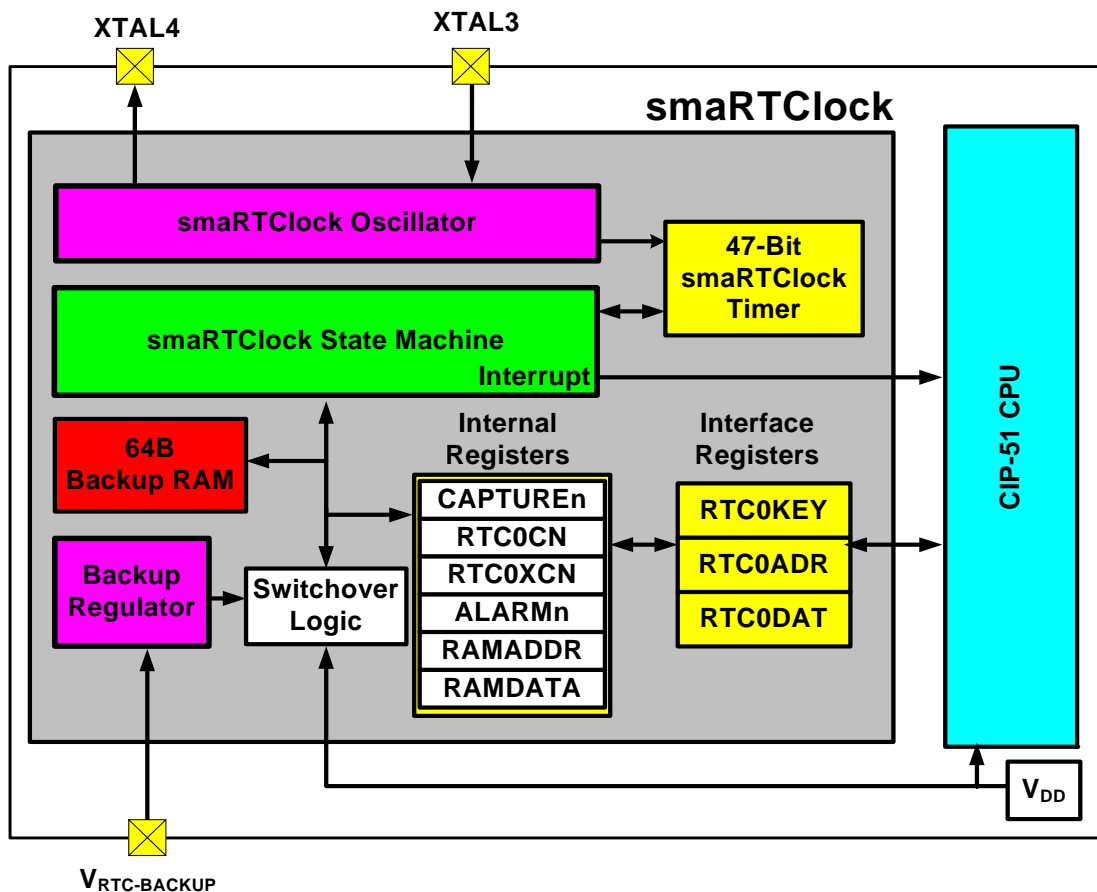 XTAL4
XTAL3
smaRTClock
smaRTClock Oscillator
47-Bit
smaRTClock
Timer
smaRTClock State Machine
Interrupt
CIP-51 CPU
64B
Backup RAM
Internal
Registers
Interface
Registers
CAPTUREn
RTC0CN
RTC0XCN
ALARMn
RAMADDR
RAMDATA
RTC0KEY
RTC0ADR
RTC0DAT
Backup
Regulator
Switchover
Logic
VDD
VRTC-BACKUP